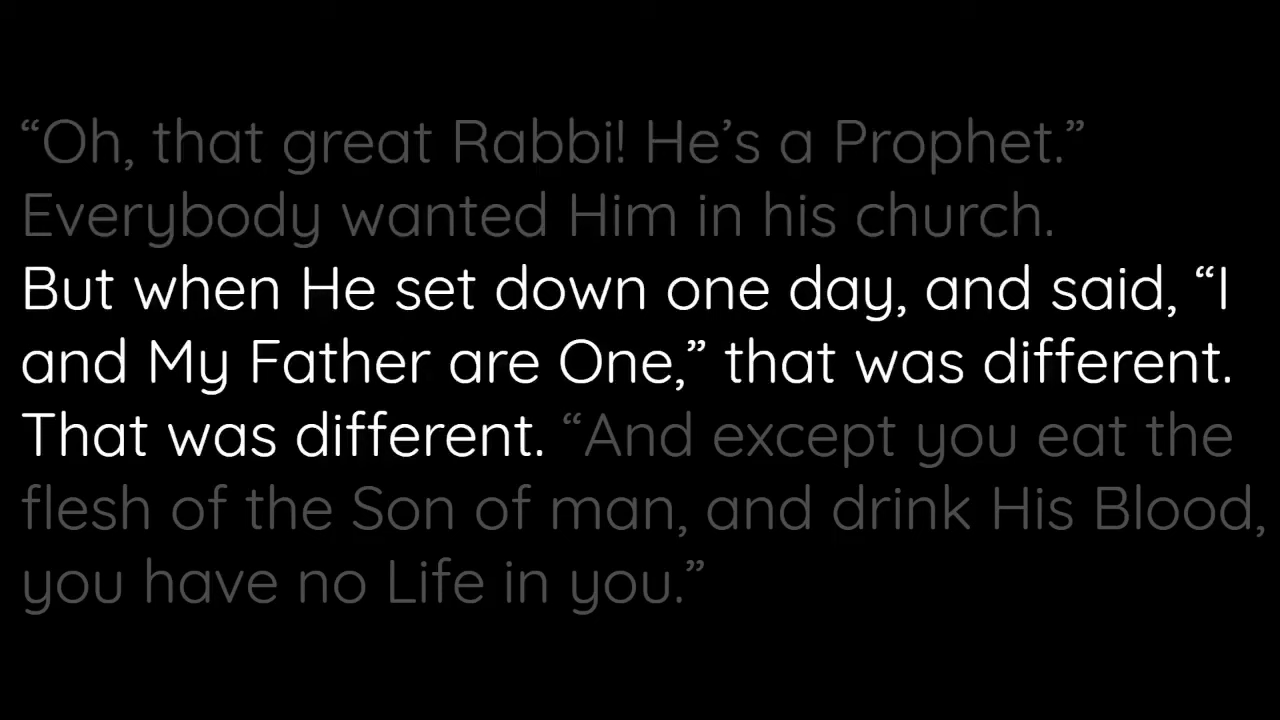 “Oh, that great Rabbi! He’s a Prophet.”
Everybody wanted Him in his church.
But when He set down one day, and said, “I
and My Father are One,” that was different.
That was different. “And except you eat the
flesh of the Son of man, and drink His Blood,
you have no Life in you.”